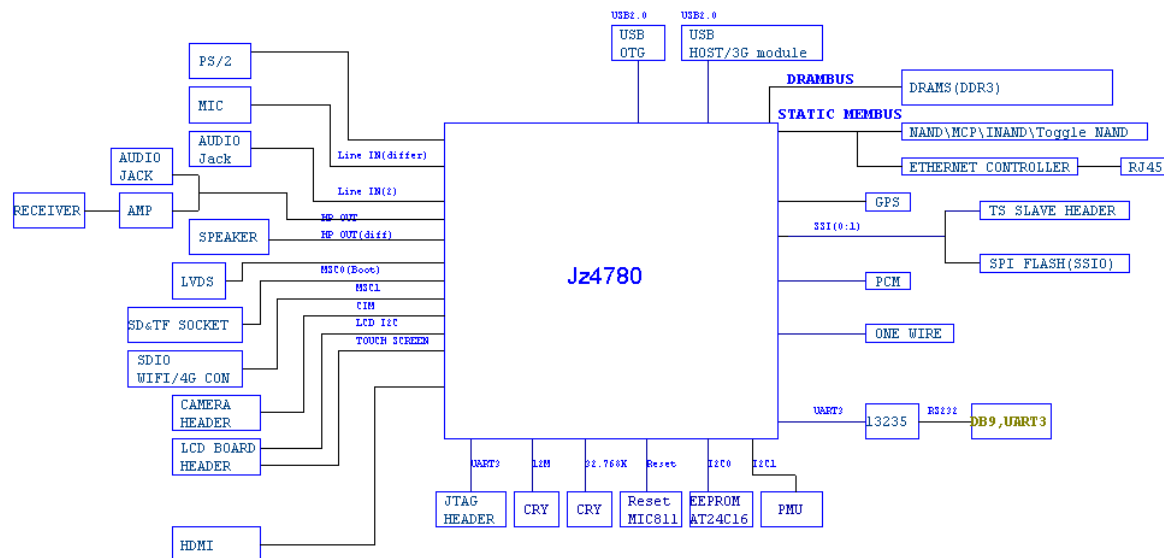 USB2.0
USB2.0
USB
OTG
USB
HOST/3G module
PS/2
DRAMBUS
DRAMS(DDR3)
MIC
STATIC MEMBUS
NAND\MCP\INAND\Toggle NAND
AUDIO
Jack
Line IN(differ)
AUDIO
JACK
ETHERNET CONTROLLER
RJ45
Line IN(2)
GPS
RECEIVER
AMP
HP OUT
TS SLAVE HEADER
SPEAKER
HP OUT(diff)
SSI(0:1)
SPI FLASH(SSI0)
LVDS
MSC0(Boot)
Jz4780
PCM
MSC1
CIM
SD&TF SOCKET
LCD I2C
ONE WIRE
TOUCH SCREEN
SDIO
WIFI/4G CON
CAMERA
HEADER
UART3
13235
RS232
DB9,UART3
LCD BOARD
HEADER
UART3
12M
32.768K
Reset
I2C0
I2C1
JTAG
HEADER
CRY
CRY
Reset
MIC811
EEPROM
AT24C16
PMU
HDMI